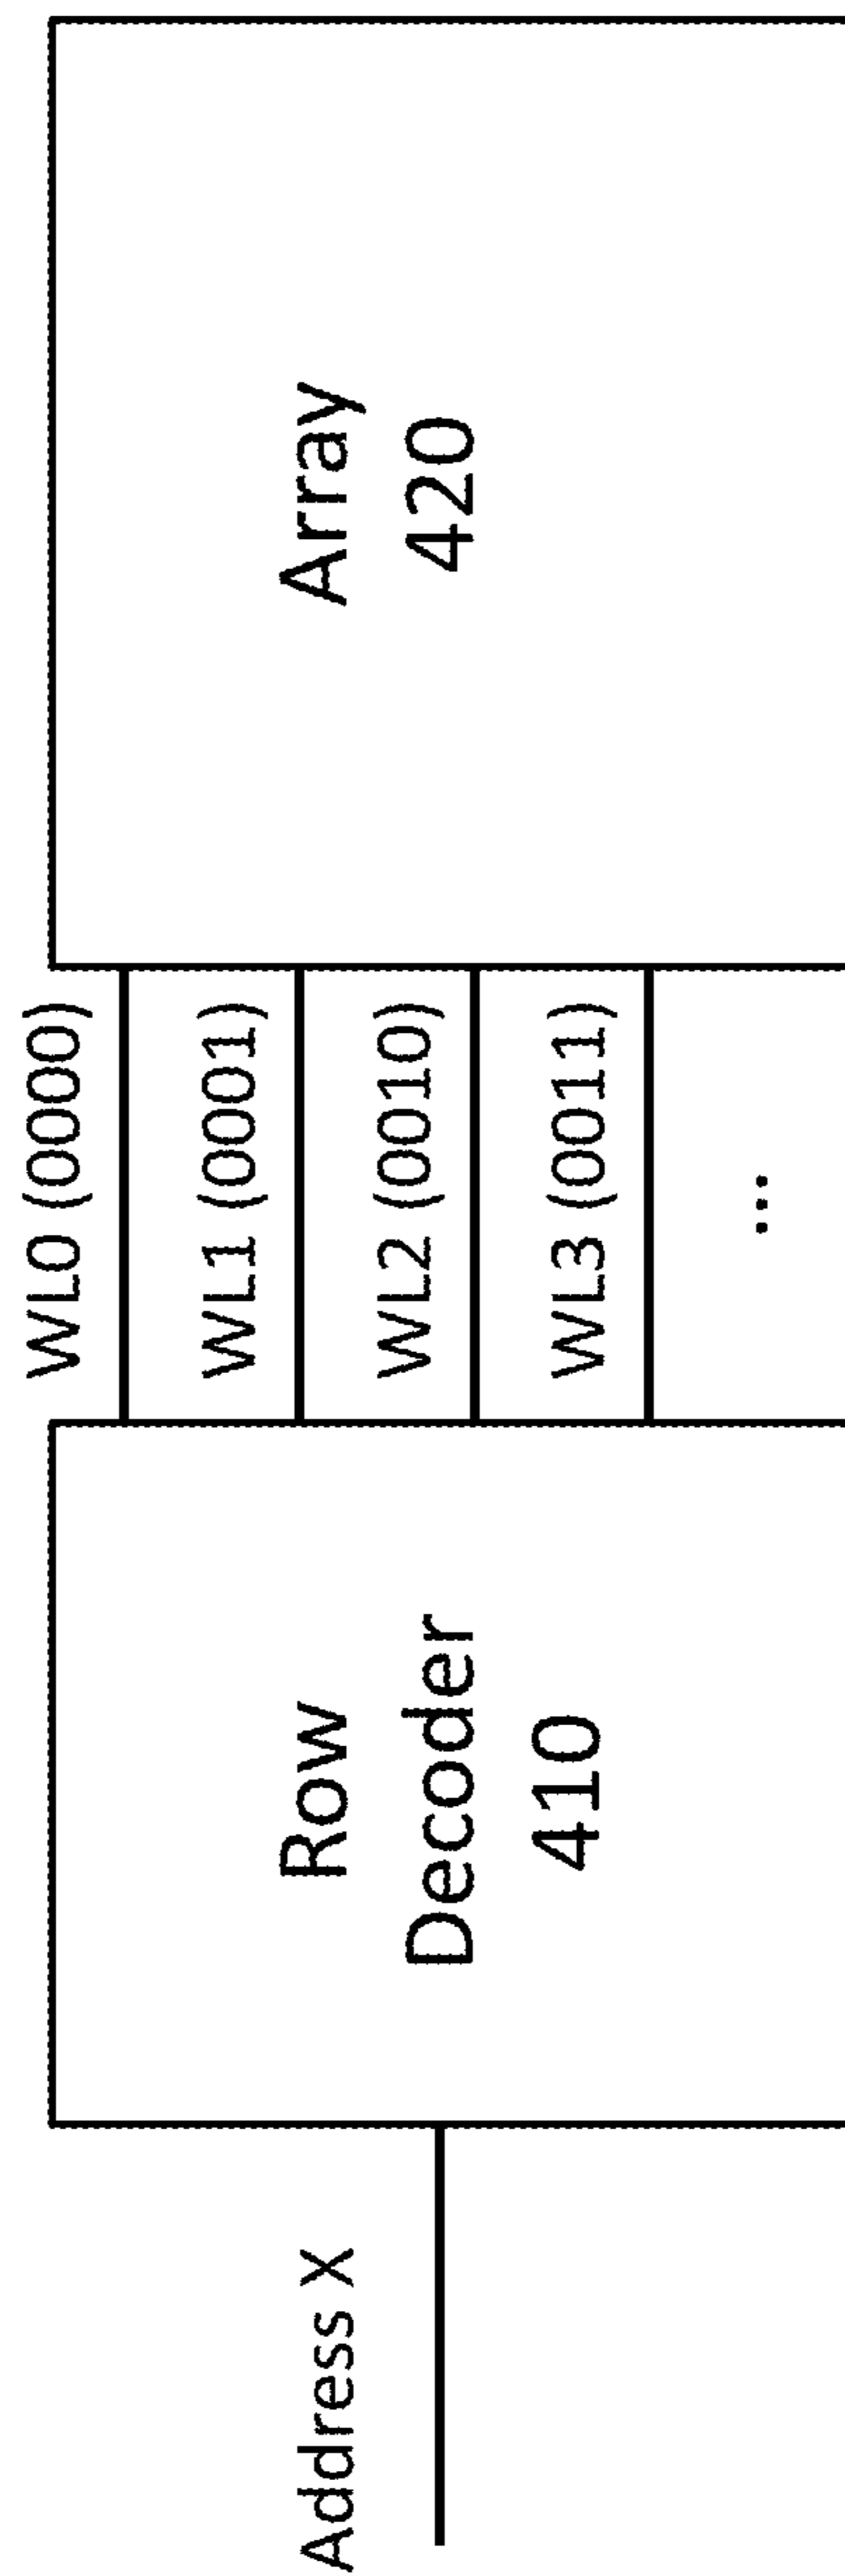 Address X
Row
Decoder
410
WL0 (0000)
WL1 (0001)
WL2 (0010)
WL3 (0011)
...
Array
420